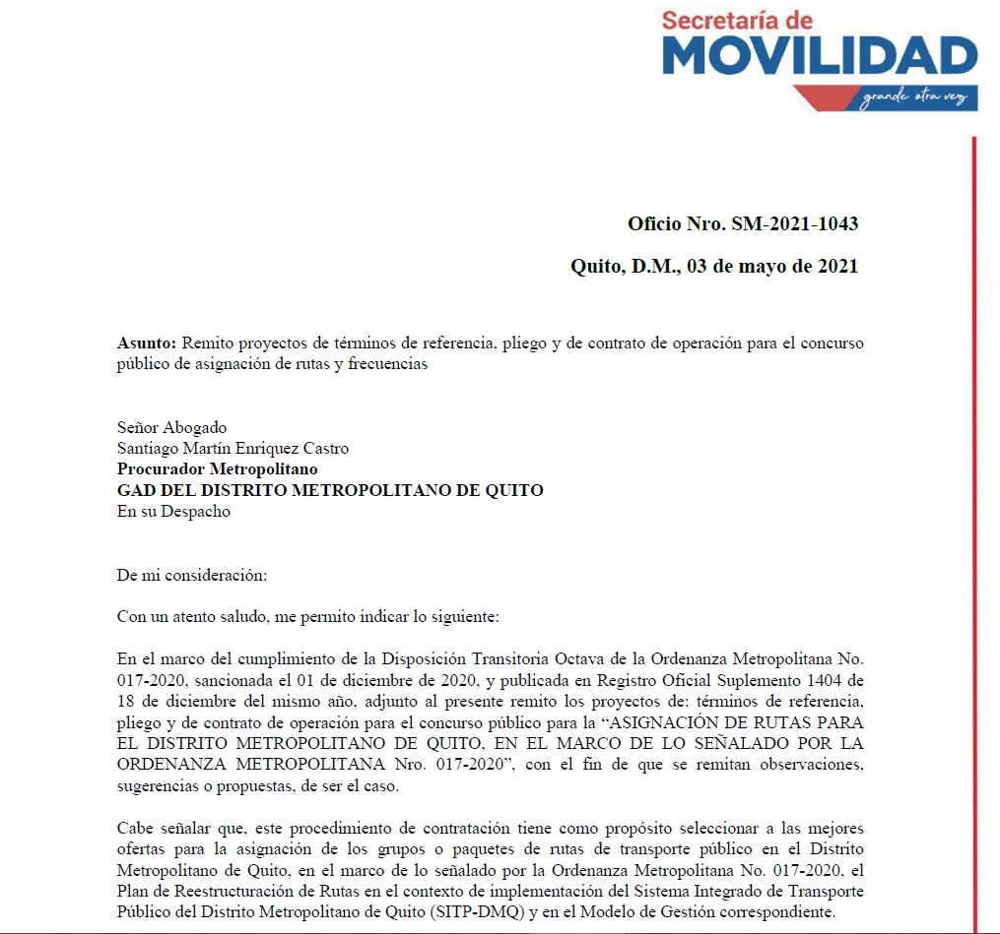 Secretaría de
MOVILIDAD
grande otra vez
Oficio Nro. SM-2021-1043
Quito, D.M., 03 de mayo de 2021
Asunto: Remito proyectos de términos de referencia, pliego y de contrato de operación para el concurso
público de asignación de rutas y frecuencias
Señor Abogado
Santiago Martín Enriquez Castro
Procurador Metropolitano
GAD DEL DISTRITO METROPOLITANO DE QUITO
En su Despacho
De mi consideración:
Con un atento saludo, me permito indicar lo siguiente:
En el marco del cumplimiento de la Disposición Transitoria Octava de la Ordenanza Metropolitana No.
017-2020, sancionada el 01 de diciembre de 2020, y publicada en Registro Oficial Suplemento 1404 de
18 de diciembre del mismo año, adjunto al presente remito los proyectos de: términos de referencia,
pliego y de contrato de operación para el concurso público para la “ASIGNACIÓN DE RUTAS PARA
EL DISTRITO METROPOLITANO DE QUITO, EN EL MARCO DE LO SEÑALADO POR LA
ORDENANZA METROPOLITANA Nro. 017-2020”, con el fin de que se remitan observaciones,
sugerencias o propuestas, de ser el caso.
Cabe señalar que, este procedimiento de contratación tiene como propósito seleccionar a las mejores
ofertas para la asignación de los grupos o paquetes de rutas de transporte público en el Distrito
Metropolitano de Quito, en el marco de lo señalado por la Ordenanza Metropolitana No. 017-2020, el
Plan de Reestructuración de Rutas en el contexto de implementación del Sistema Integrado de Transporte
Público del Distrito Metropolitano de Quito (SITP-DMQ) y en el Modelo de Gestión correspondiente.